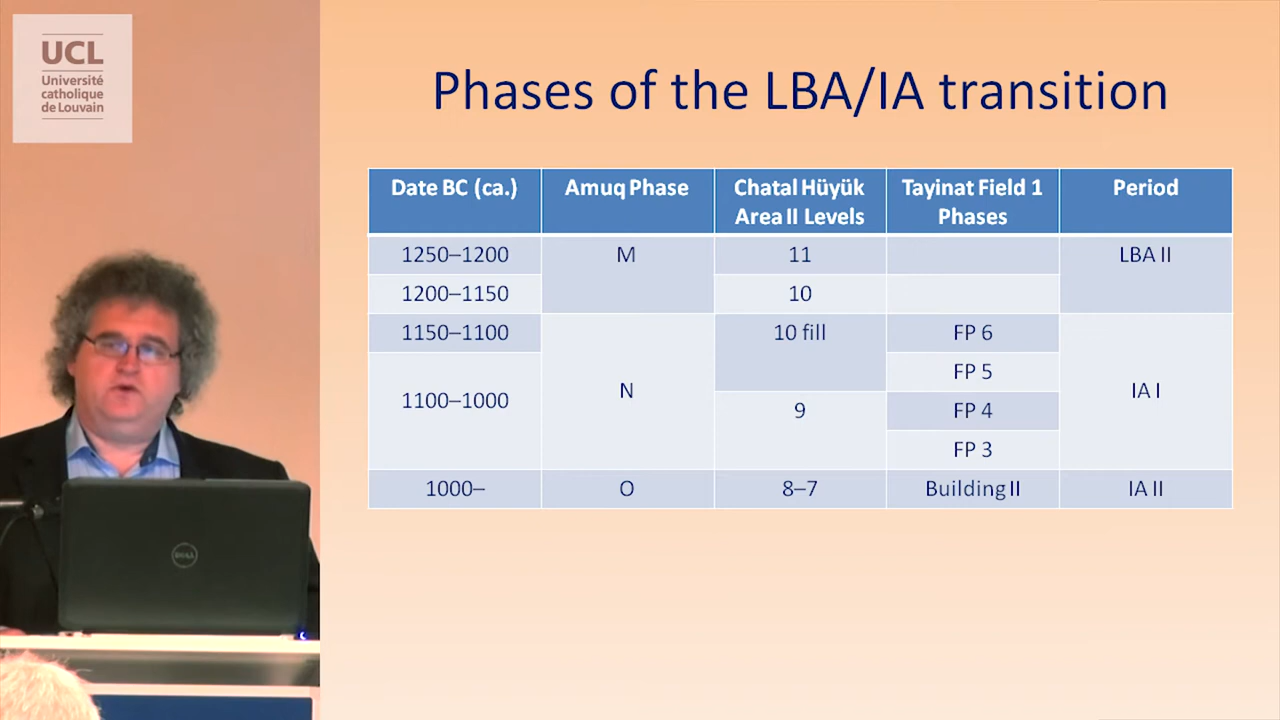 UCL
Université
catholique
de Louvain
Phases of the LBA/IA transition
Date BC (ca.) Amuq Phase Chatal Hüyük Area II Levels Tayinat Field 1 Phases Period
1250–1200 M 11 LBA II
1200–1150 10
1150–1100 N 10 fill FP 6 IA I
FP 5
1100–1000 9 FP 4
FP 3
1000– O 8–7 Building II IA II
DELL